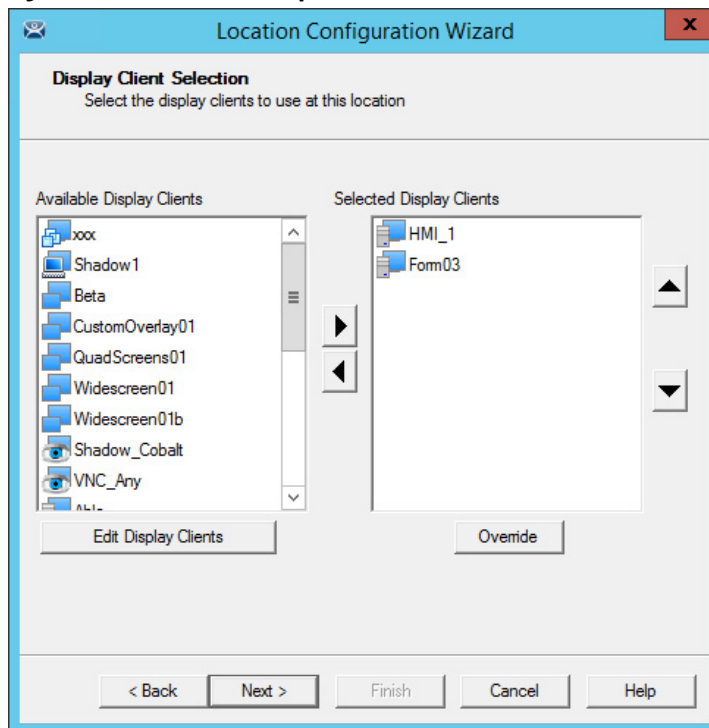 Location Configuration Wizard
x
Display Client Selection
Select the display clients to use at this location
Available Display Clients
Selected Display Clients
xxx
Shadow1
Beta
CustomOverlay01
QuadScreens01
Widescreen01
Widescreen01b
Shadow_Cobalt
VNC_Any
HMI_1
Form03
Edit Display Clients
Override
< Back
Next >
Finish
Cancel
Help